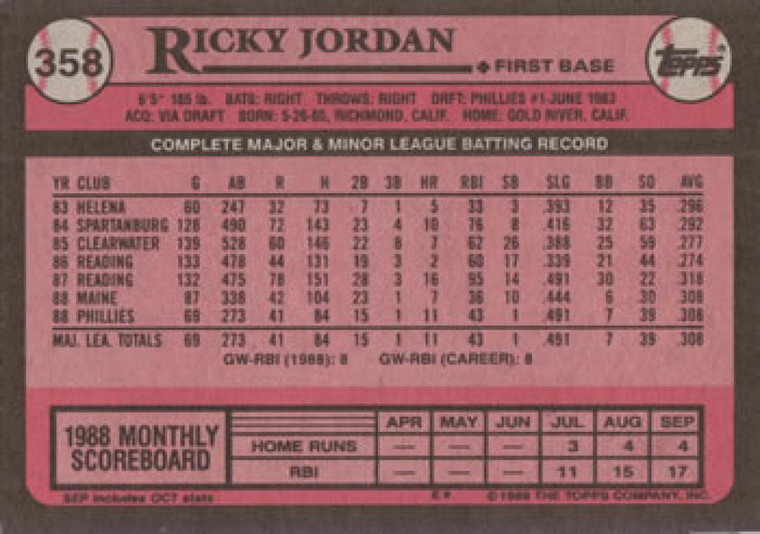 358 RICKY JORDAN ◆ FIRST BASE Topps
6'5" 185 lb. BATS: RIGHT THROWS: RIGHT DRFT: PHILLIES #1-JUNE 1983
ACQ: VIA DRAFT BORN: 5-26-65, RICHMOND, CALIF. HOME: GOLD RIVER, CALIF.
COMPLETE MAJOR & MINOR LEAGUE BATTING RECORD
YR CLUB G AB R H 2B 3B HR RBI SB SLG BB SO AVG
83 HELENA 60 247 32 73 7 1 5 33 3 .393 12 35 .296
84 SPARTANBURG 128 490 72 143 23 4 10 76 8 .416 32 63 .292
85 CLEARWATER 139 528 60 146 22 8 7 62 26 .388 25 59 .277
86 READING 133 478 44 131 19 3 2 60 17 .339 21 44 .274
87 READING 132 475 78 151 28 3 16 95 14 .491 30 22 .318
88 MAINE 87 338 42 104 23 1 7 36 10 .444 6 30 .308
88 PHILLIES 69 273 41 84 15 1 11 43 1 .491 7 39 .308
MAJ. LEA. TOTALS 69 273 41 84 15 1 11 43 1 .491 7 39 .308
GW-RBI (1988): 8 GW-RBI (CAREER): 8
1988 MONTHLY SCOREBOARD
APR MAY JUN JUL AUG SEP
HOME RUNS — — — 3 4 4
RBI — — — 11 15 17
SEP includes OCT stats E* © 1989 THE TOPPS COMPANY, INC.